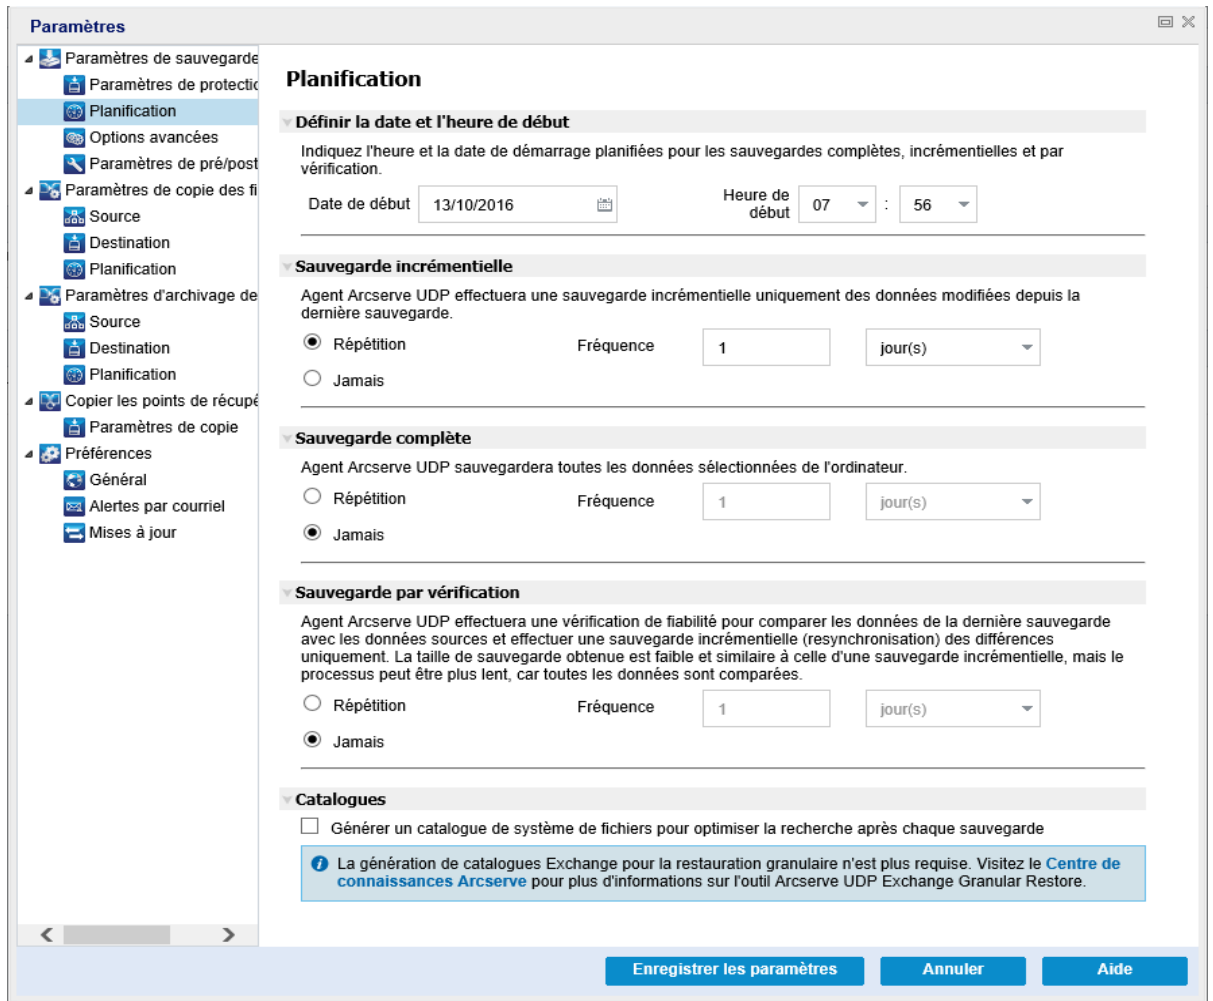 Paramètres
Paramètres de sauvegarde
Paramètres de protectio
Planification
Options avancées
Paramètres de pré/post
Paramètres de copie des fi
Source
Destination
Planification
Paramètres d'archivage de
Source
Destination
Planification
Copier les points de récupé
Paramètres de copie
Préférences
Général
Alertes par courriel
Mises à jour
Planification
Définir la date et l'heure de début
Indiquez l'heure et la date de démarrage planifiées pour les sauvegardes complètes, incrémentielles et par
vérification.
Date de début 13/10/2016 Heure de
début 07 : 56
Sauvegarde incrémentielle
Agent Arcserve UDP effectuera une sauvegarde incrémentielle uniquement des données modifiées depuis la
dernière sauvegarde.
Répétition Fréquence 1 jour(s)
Jamais
Sauvegarde complète
Agent Arcserve UDP sauvegardera toutes les données sélectionnées de l'ordinateur.
Répétition Fréquence 1 jour(s)
Jamais
Sauvegarde par vérification
Agent Arcserve UDP effectuera une vérification de fiabilité pour comparer les données de la dernière sauvegarde
avec les données sources et effectuer une sauvegarde incrémentielle (resynchronisation) des différences
uniquement. La taille de sauvegarde obtenue est faible et similaire à celle d'une sauvegarde incrémentielle, mais le
processus peut être plus lent, car toutes les données sont comparées.
Répétition Fréquence 1 jour(s)
Jamais
Catalogues
Générer un catalogue de système de fichiers pour optimiser la recherche après chaque sauvegarde
La génération de catalogues Exchange pour la restauration granulaire n'est plus requise. Visitez le Centre de
connaissances Arcserve pour plus d'informations sur l'outil Arcserve UDP Exchange Granular Restore.
Enregistrer les paramètres Annuler Aide